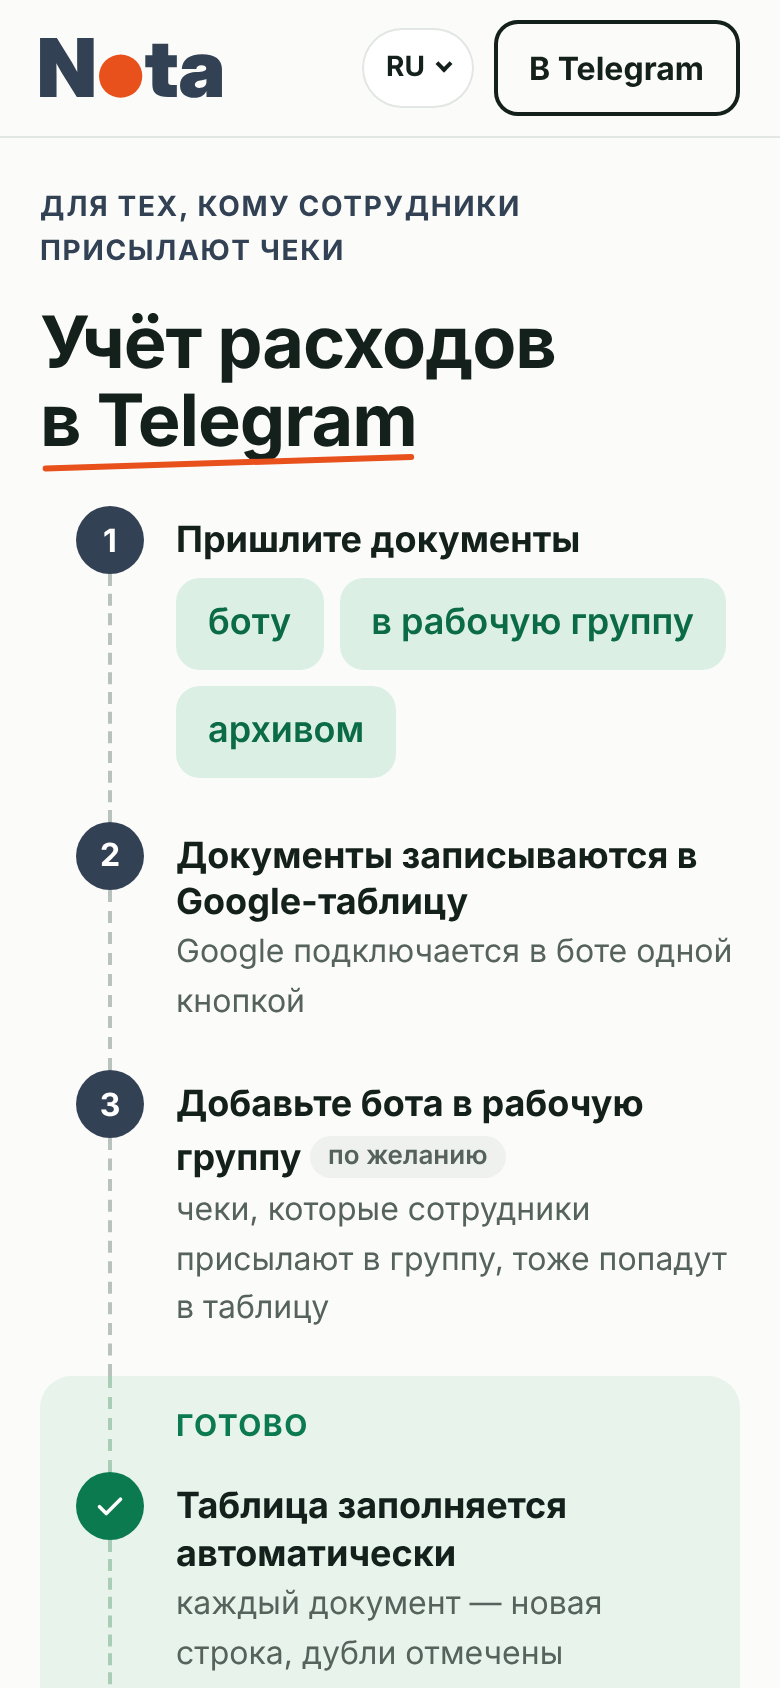 Nota
RU
В Telegram
ДЛЯ ТЕХ, КОМУ СОТРУДНИКИ
ПРИСЫЛАЮТ ЧЕКИ
Учёт расходов
в Telegram
1
Пришлите документы
боту
в рабочую группу
архивом
2
Документы записываются в
Google-таблицу
Google подключается в боте одной
кнопкой
3
Добавьте бота в рабочую
группу по желанию
чеки, которые сотрудники
присылают в группу, тоже попадут
в таблицу
ГОТОВО
Таблица заполняется
автоматически
каждый документ — новая
строка, дубли отмечены